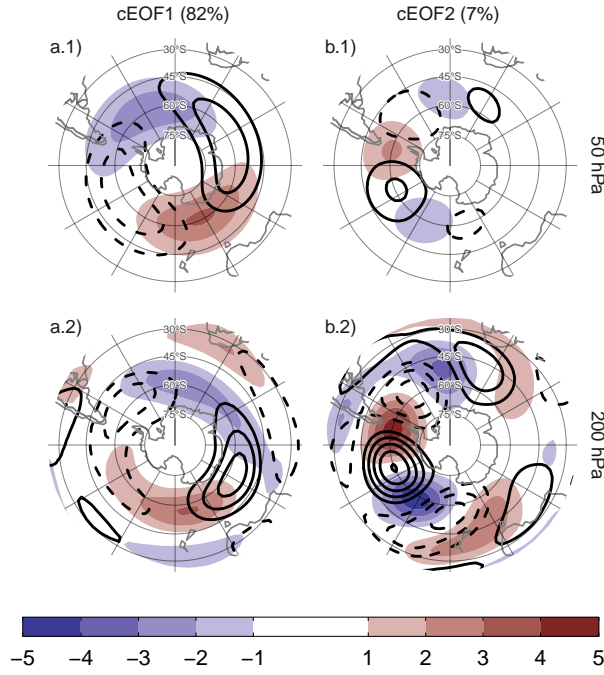 cEOF1 (82%) cEOF2 (7%)
a.1) b.1)
30°S 30°S
45°S 45°S
60°S 60°S
75°S 75°S
50 hPa
a.2) b.2)
30°S 30°S
45°S 45°S
60°S 60°S
75°S 75°S
200 hPa
−5 −4 −3 −2 −1 1 2 3 4 5